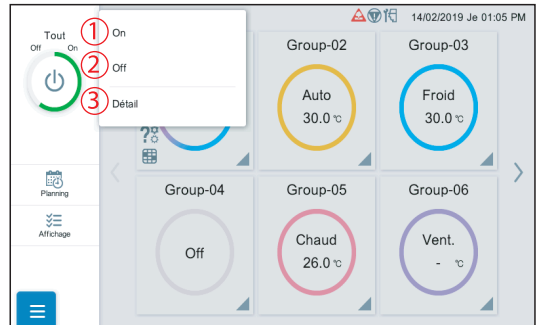 14/02/2019 Je 01:05 PM
Tout
Off On
1 On
2 Off
3 Détail
Group-02
Auto
30.0 ℃
Group-03
Froid
30.0 ℃
?
Planning
Affichage
Group-04
Off
Group-05
Chaud
26.0 ℃
Group-06
Vent.
- ℃